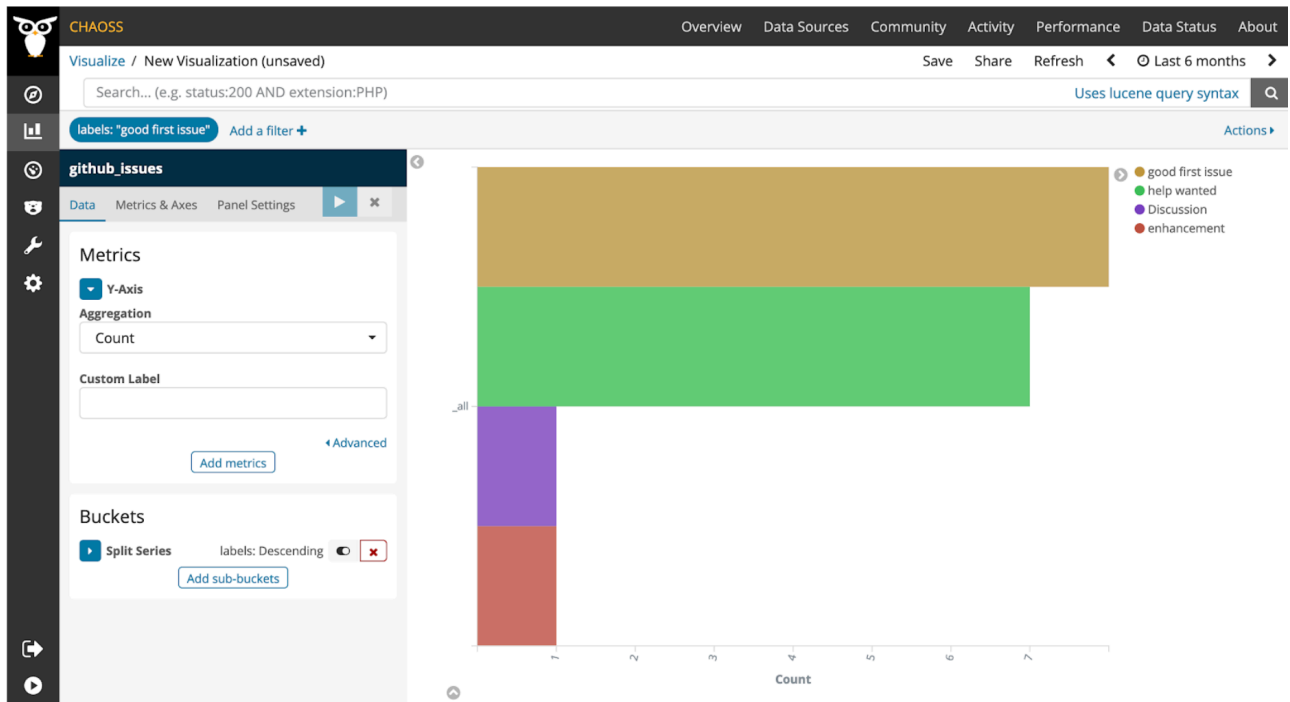 CHAOSS Overview Data Sources Community Activity Performance Data Status About
Visualize / New Visualization (unsaved) Save Share Refresh Last 6 months
Search... (e.g. status:200 AND extension:PHP) Uses lucene query syntax
labels: "good first issue" Add a filter Actions
github_issues
Data Metrics & Axes Panel Settings
Metrics
Y-Axis
Aggregation
Count
Custom Label
Advanced
Add metrics
Buckets
Split Series labels: Descending
Add sub-buckets
good first issue
help wanted
Discussion
enhancement
_all
1 2 3 4 5 6 7
Count